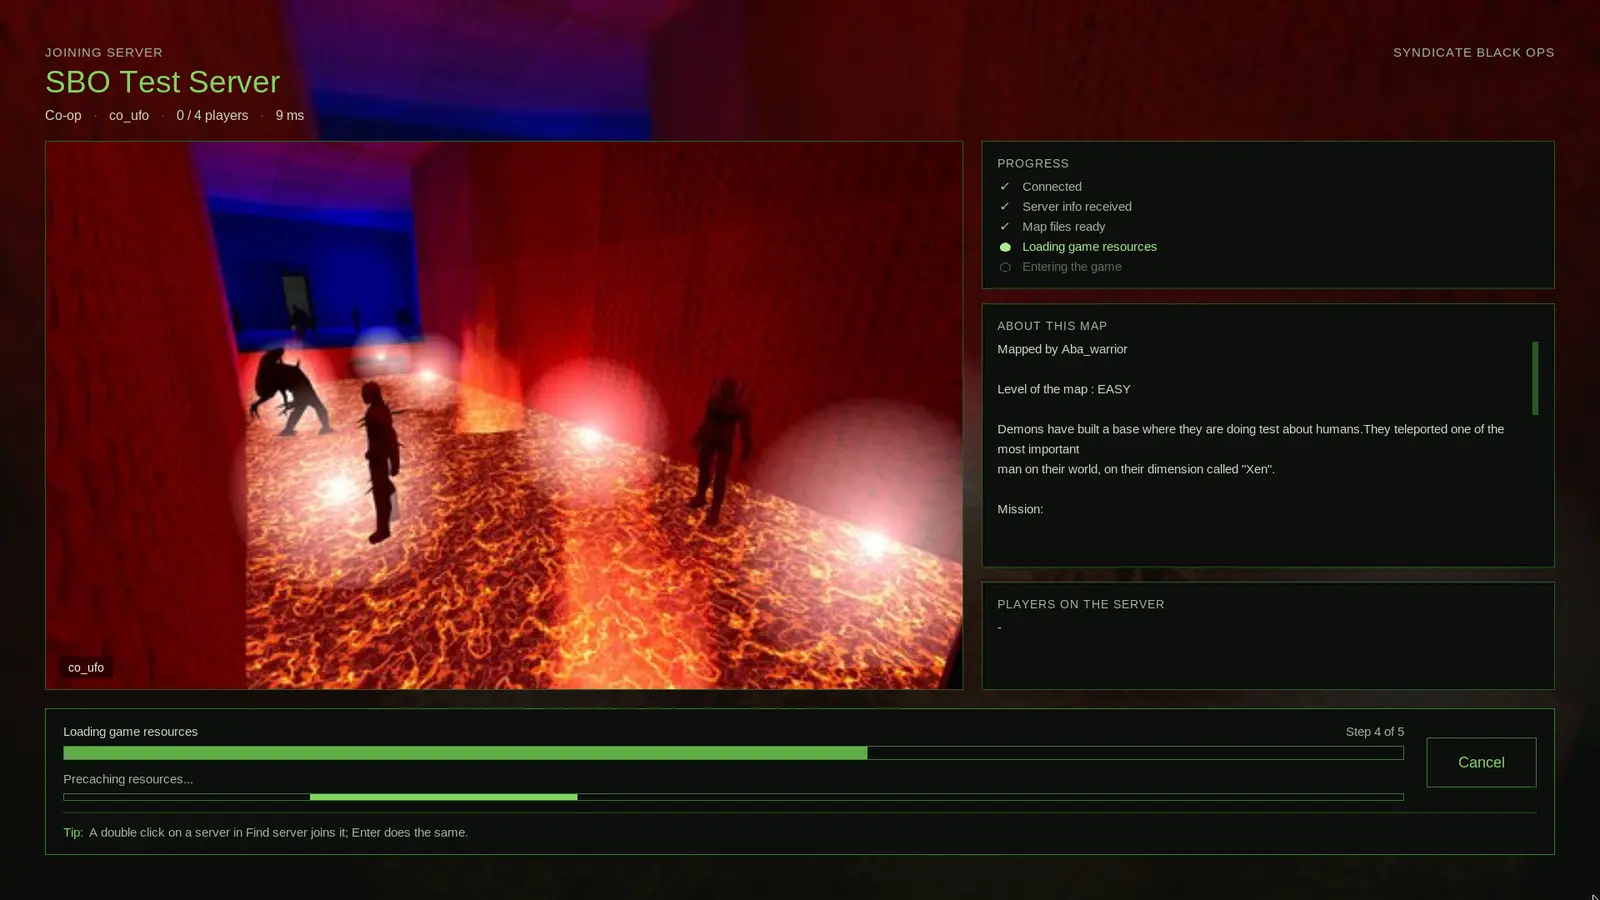 JOINING SERVER
SYNDICATE BLACK OPS
SBO Test Server
Co-op · co_ufo · 0 / 4 players · 9 ms
co_ufo
PROGRESS
✓ Connected
✓ Server info received
✓ Map files ready
Loading game resources
Entering the game
ABOUT THIS MAP
Mapped by Aba_warrior
Level of the map : EASY
Demons have built a base where they are doing test about humans.They teleported one of the
most important
man on their world, on their dimension called "Xen".
Mission:
PLAYERS ON THE SERVER
-
Loading game resources
Step 4 of 5
Precaching resources...
Cancel
Tip: A double click on a server in Find server joins it; Enter does the same.